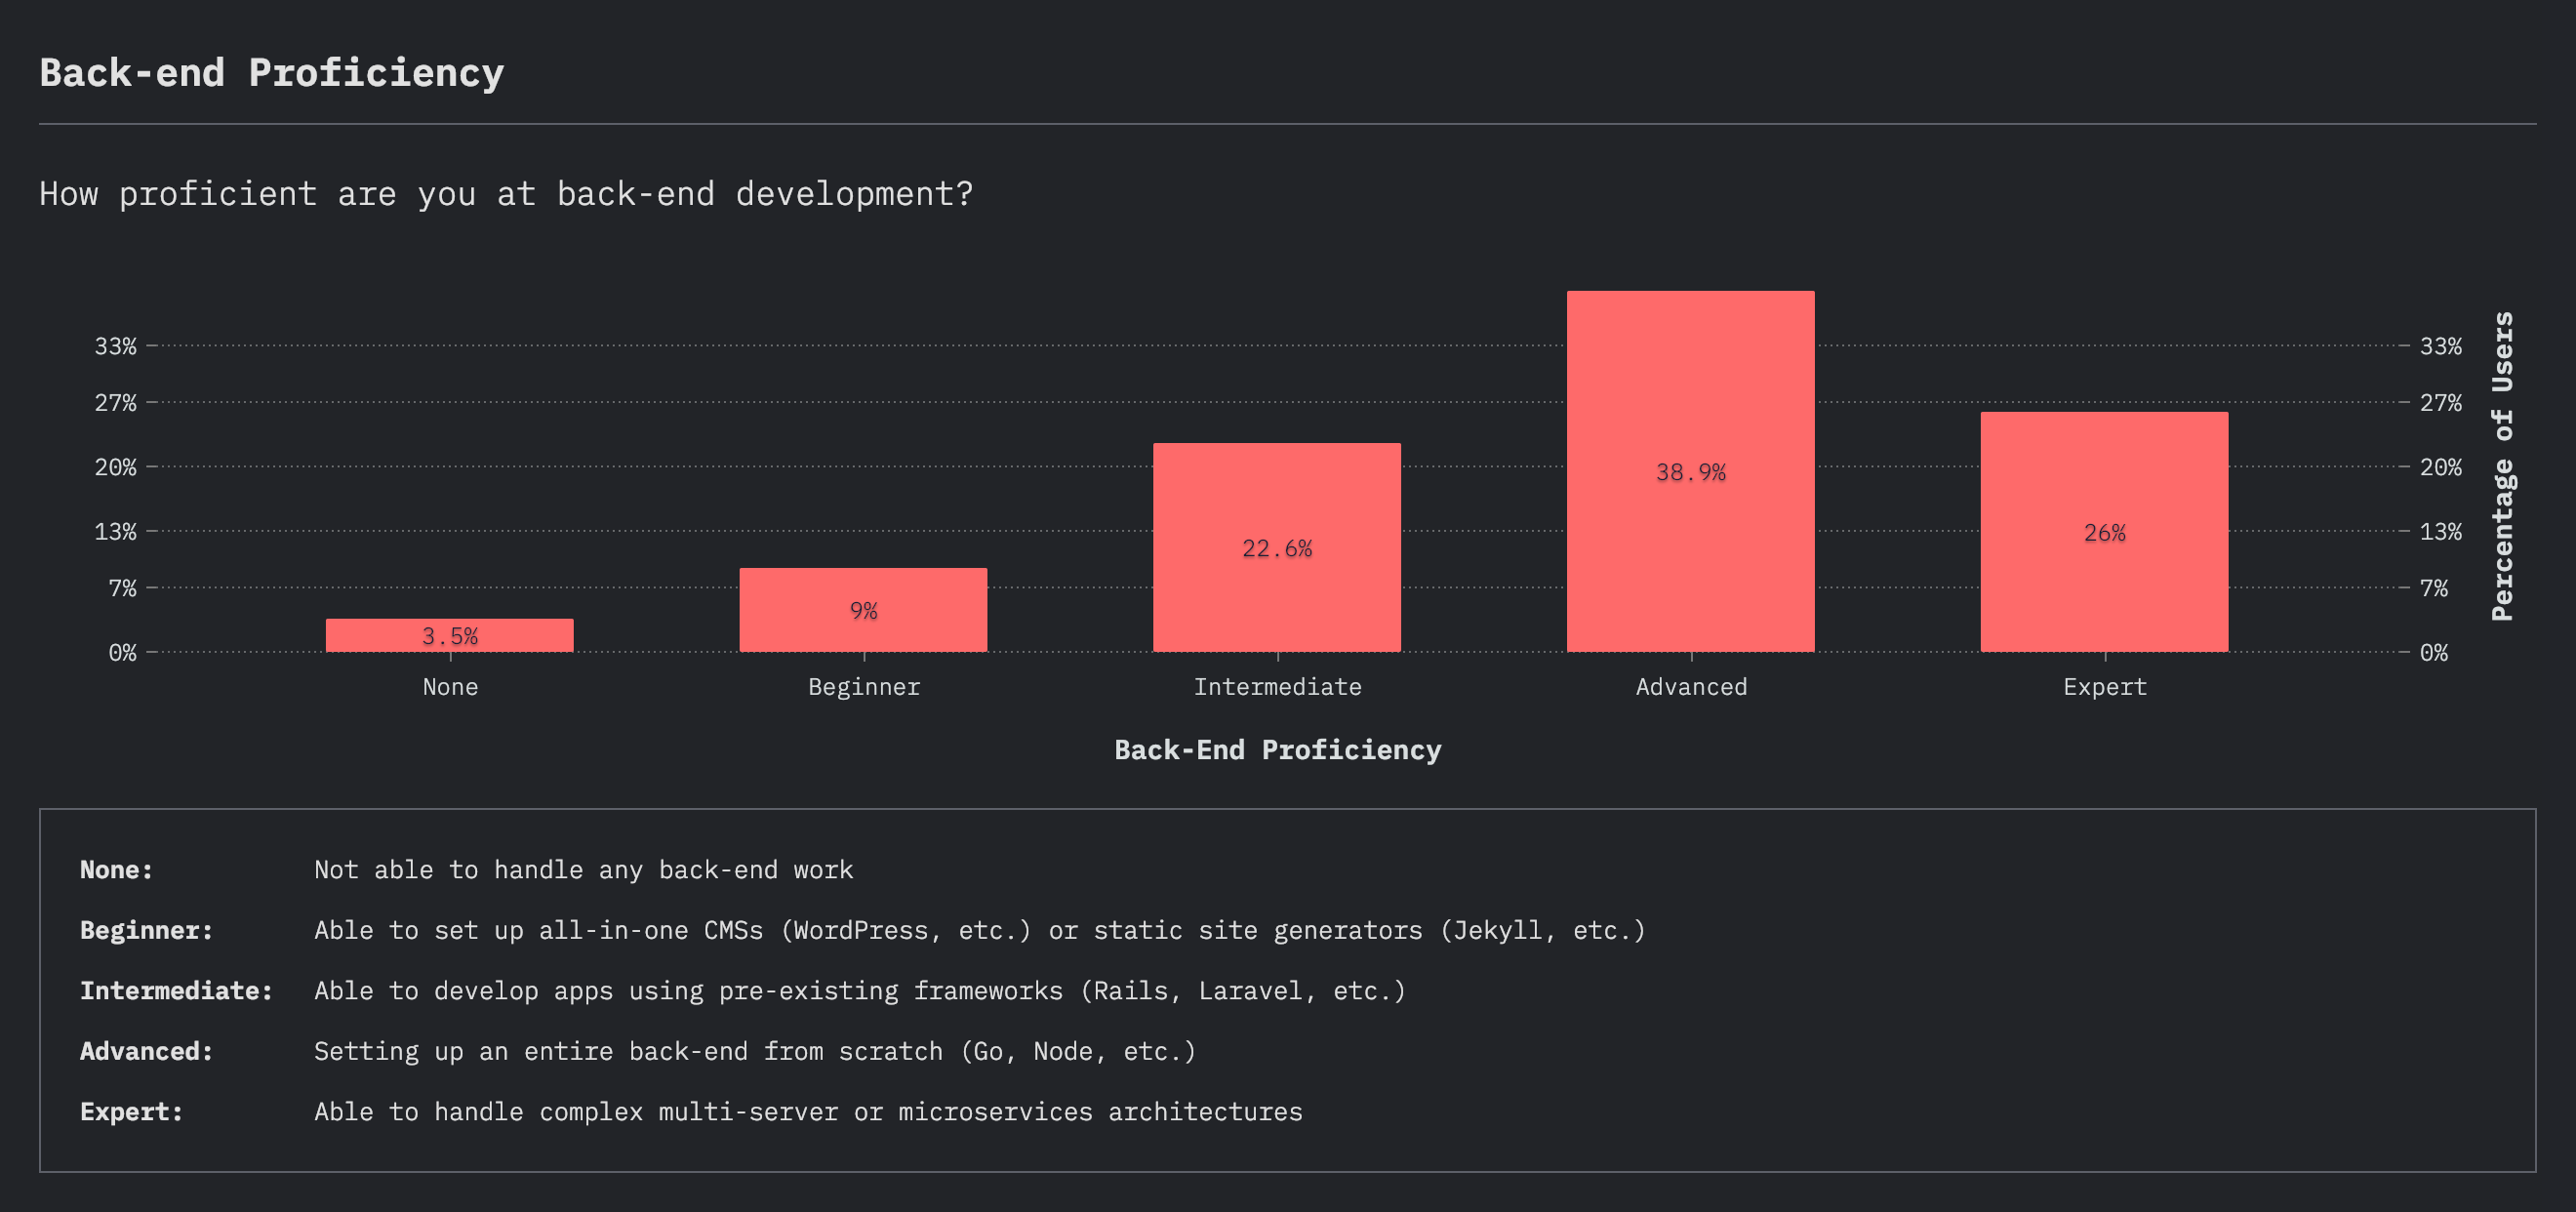 Back-end Proficiency
How proficient are you at back-end development?
33%
27%
20%
13%
7%
0%
3.5%
9%
22.6%
38.9%
26%
33%
27%
20%
13%
7%
0%
Percentage of Users
None
Beginner
Intermediate
Advanced
Expert
Back-End Proficiency
None: Not able to handle any back-end work
Beginner: Able to set up all-in-one CMSs (WordPress, etc.) or static site generators (Jekyll, etc.)
Intermediate: Able to develop apps using pre-existing frameworks (Rails, Laravel, etc.)
Advanced: Setting up an entire back-end from scratch (Go, Node, etc.)
Expert: Able to handle complex multi-server or microservices architectures